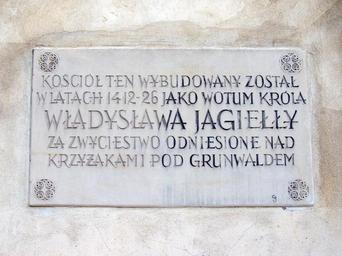 KOŚCIÓŁ TEN WYBUDOWANY ZOSTAŁ
W LATACH 1412-26 JAKO WOTUM KRÓLA
WŁADYSŁAWA JAGIEŁŁY
ZA ZWYCIĘSTWO ODNIESIONE NAD
KRZYŻAKAMI POD GRUNWALDEM